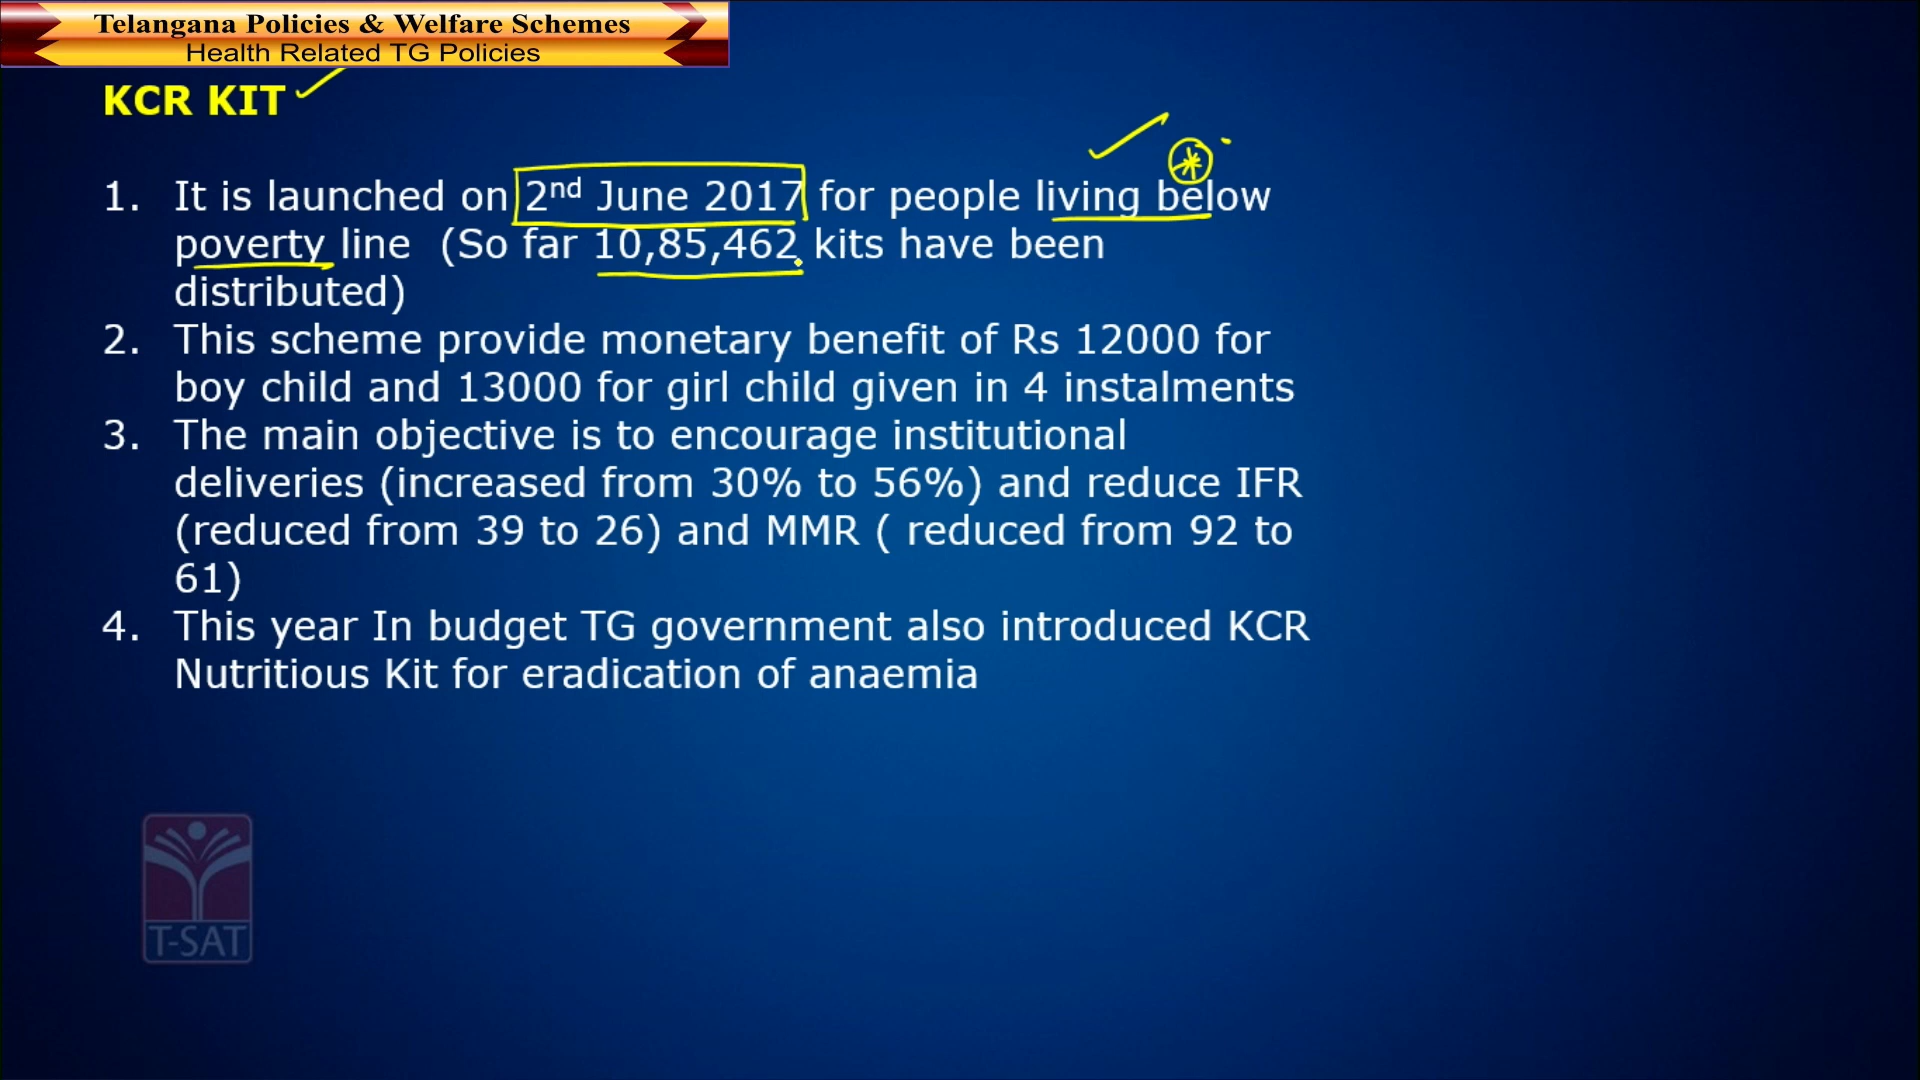 Telangana Policies & Welfare Schemes
Health Related TG Policies
KCR KIT
1. It is launched on 2nd June 2017 for people living below
poverty line (So far 10,85,462 kits have been
distributed)
2. This scheme provide monetary benefit of Rs 12000 for
boy child and 13000 for girl child given in 4 instalments
3. The main objective is to encourage institutional
deliveries (increased from 30% to 56%) and reduce IFR
(reduced from 39 to 26) and MMR ( reduced from 92 to
61)
4. This year In budget TG government also introduced KCR
Nutritious Kit for eradication of anaemia
T-SAT